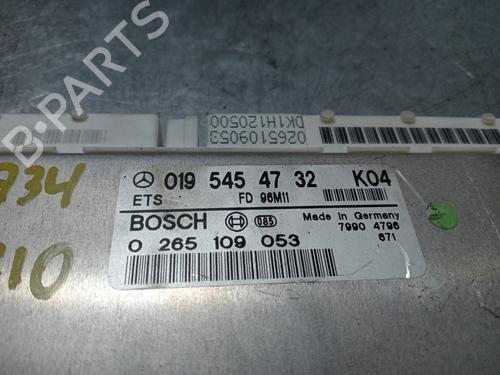 B-PARTS
0265109053
DK1H120500
019 545 47 32 K04
ETS FD 96M11
BOSCH 085 Made in Germany
0 265 109 053 7990 4796
671
734